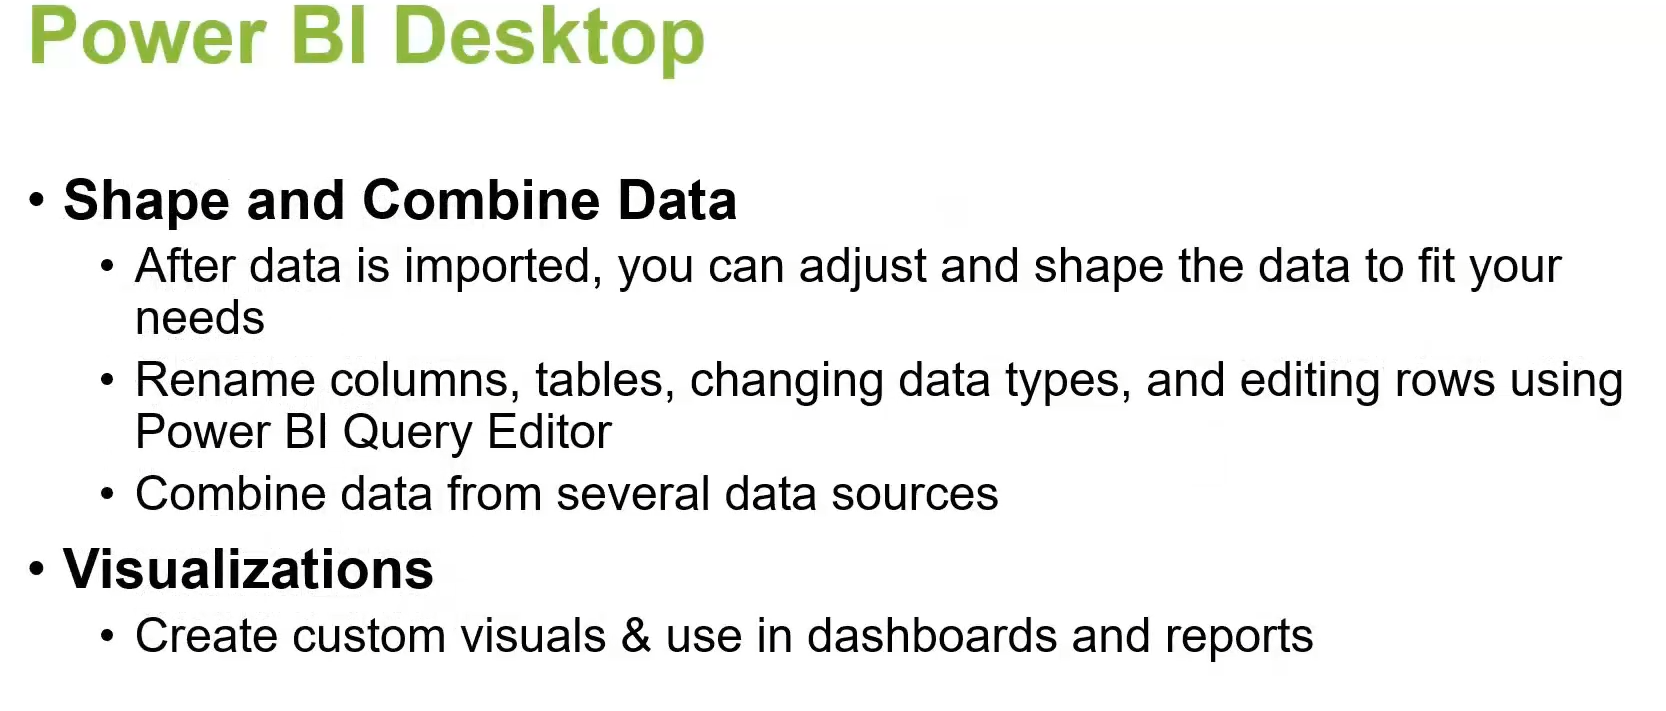 Power BI Desktop
• Shape and Combine Data
• After data is imported, you can adjust and shape the data to fit your
needs
• Rename columns, tables, changing data types, and editing rows using
Power BI Query Editor
• Combine data from several data sources
• Visualizations
• Create custom visuals & use in dashboards and reports